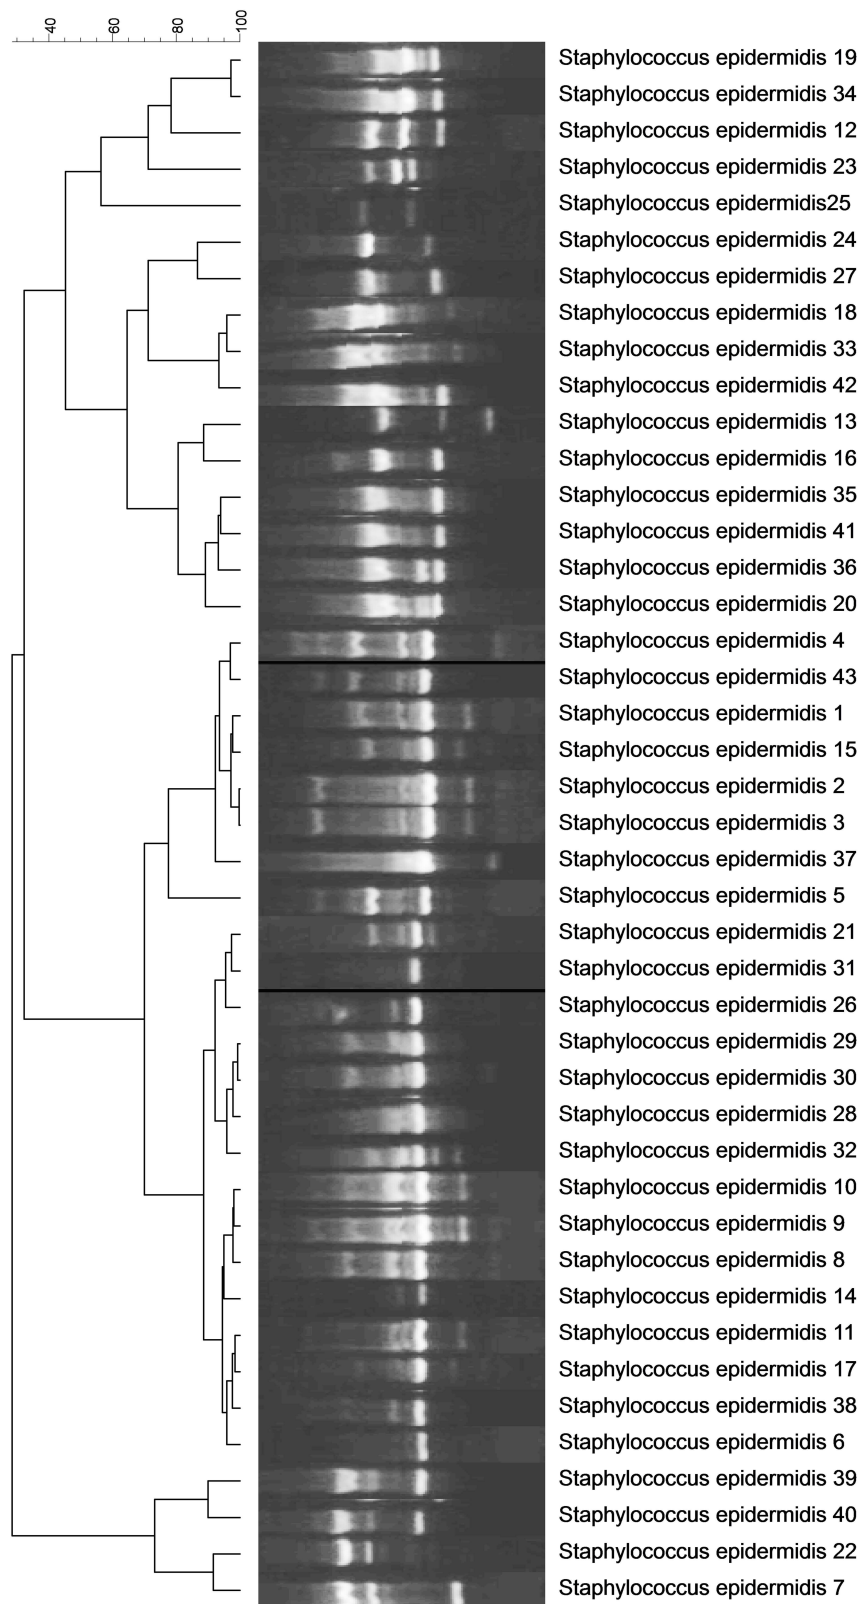 40 60 80 100
Staphylococcus epidermidis 19
Staphylococcus epidermidis 34
Staphylococcus epidermidis 12
Staphylococcus epidermidis 23
Staphylococcus epidermidis25
Staphylococcus epidermidis 24
Staphylococcus epidermidis 27
Staphylococcus epidermidis 18
Staphylococcus epidermidis 33
Staphylococcus epidermidis 42
Staphylococcus epidermidis 13
Staphylococcus epidermidis 16
Staphylococcus epidermidis 35
Staphylococcus epidermidis 41
Staphylococcus epidermidis 36
Staphylococcus epidermidis 20
Staphylococcus epidermidis 4
Staphylococcus epidermidis 43
Staphylococcus epidermidis 1
Staphylococcus epidermidis 15
Staphylococcus epidermidis 2
Staphylococcus epidermidis 3
Staphylococcus epidermidis 37
Staphylococcus epidermidis 5
Staphylococcus epidermidis 21
Staphylococcus epidermidis 31
Staphylococcus epidermidis 26
Staphylococcus epidermidis 29
Staphylococcus epidermidis 30
Staphylococcus epidermidis 28
Staphylococcus epidermidis 32
Staphylococcus epidermidis 10
Staphylococcus epidermidis 9
Staphylococcus epidermidis 8
Staphylococcus epidermidis 14
Staphylococcus epidermidis 11
Staphylococcus epidermidis 17
Staphylococcus epidermidis 38
Staphylococcus epidermidis 6
Staphylococcus epidermidis 39
Staphylococcus epidermidis 40
Staphylococcus epidermidis 22
Staphylococcus epidermidis 7